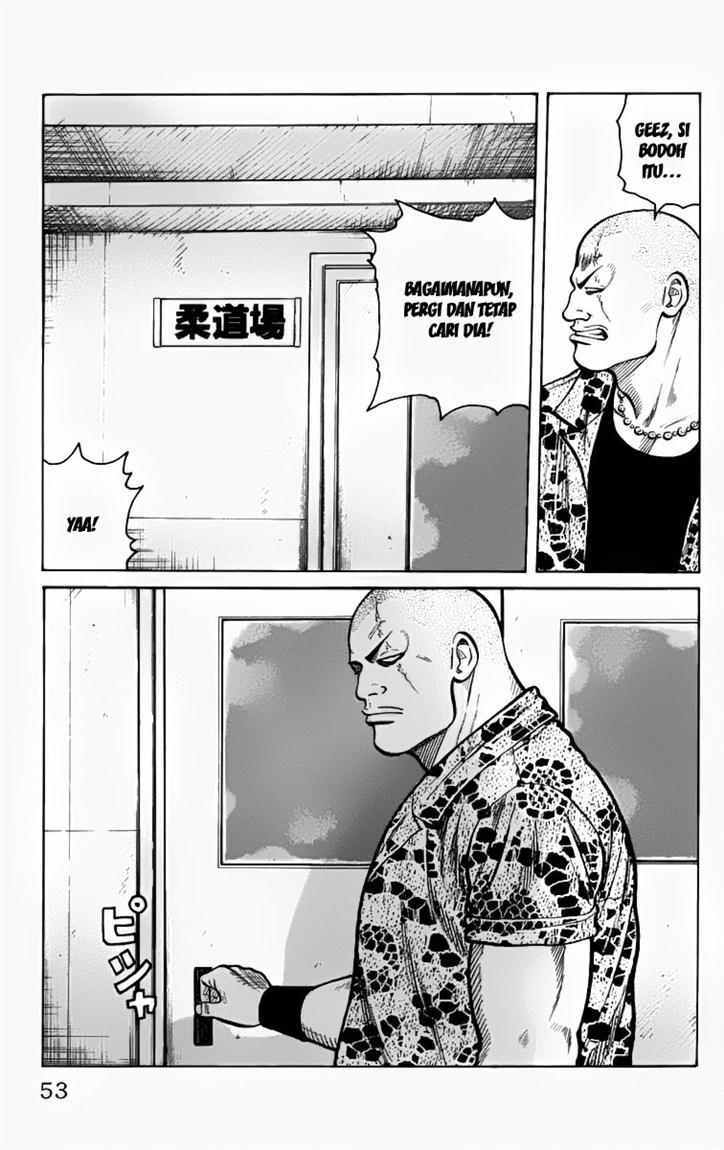 GEEZ, SI
BODOH
ITU...
BAGAIMANAPUN,
PERGI DAN TETAP
CARI DIA!
柔道場
YAA!
ピシャ
53